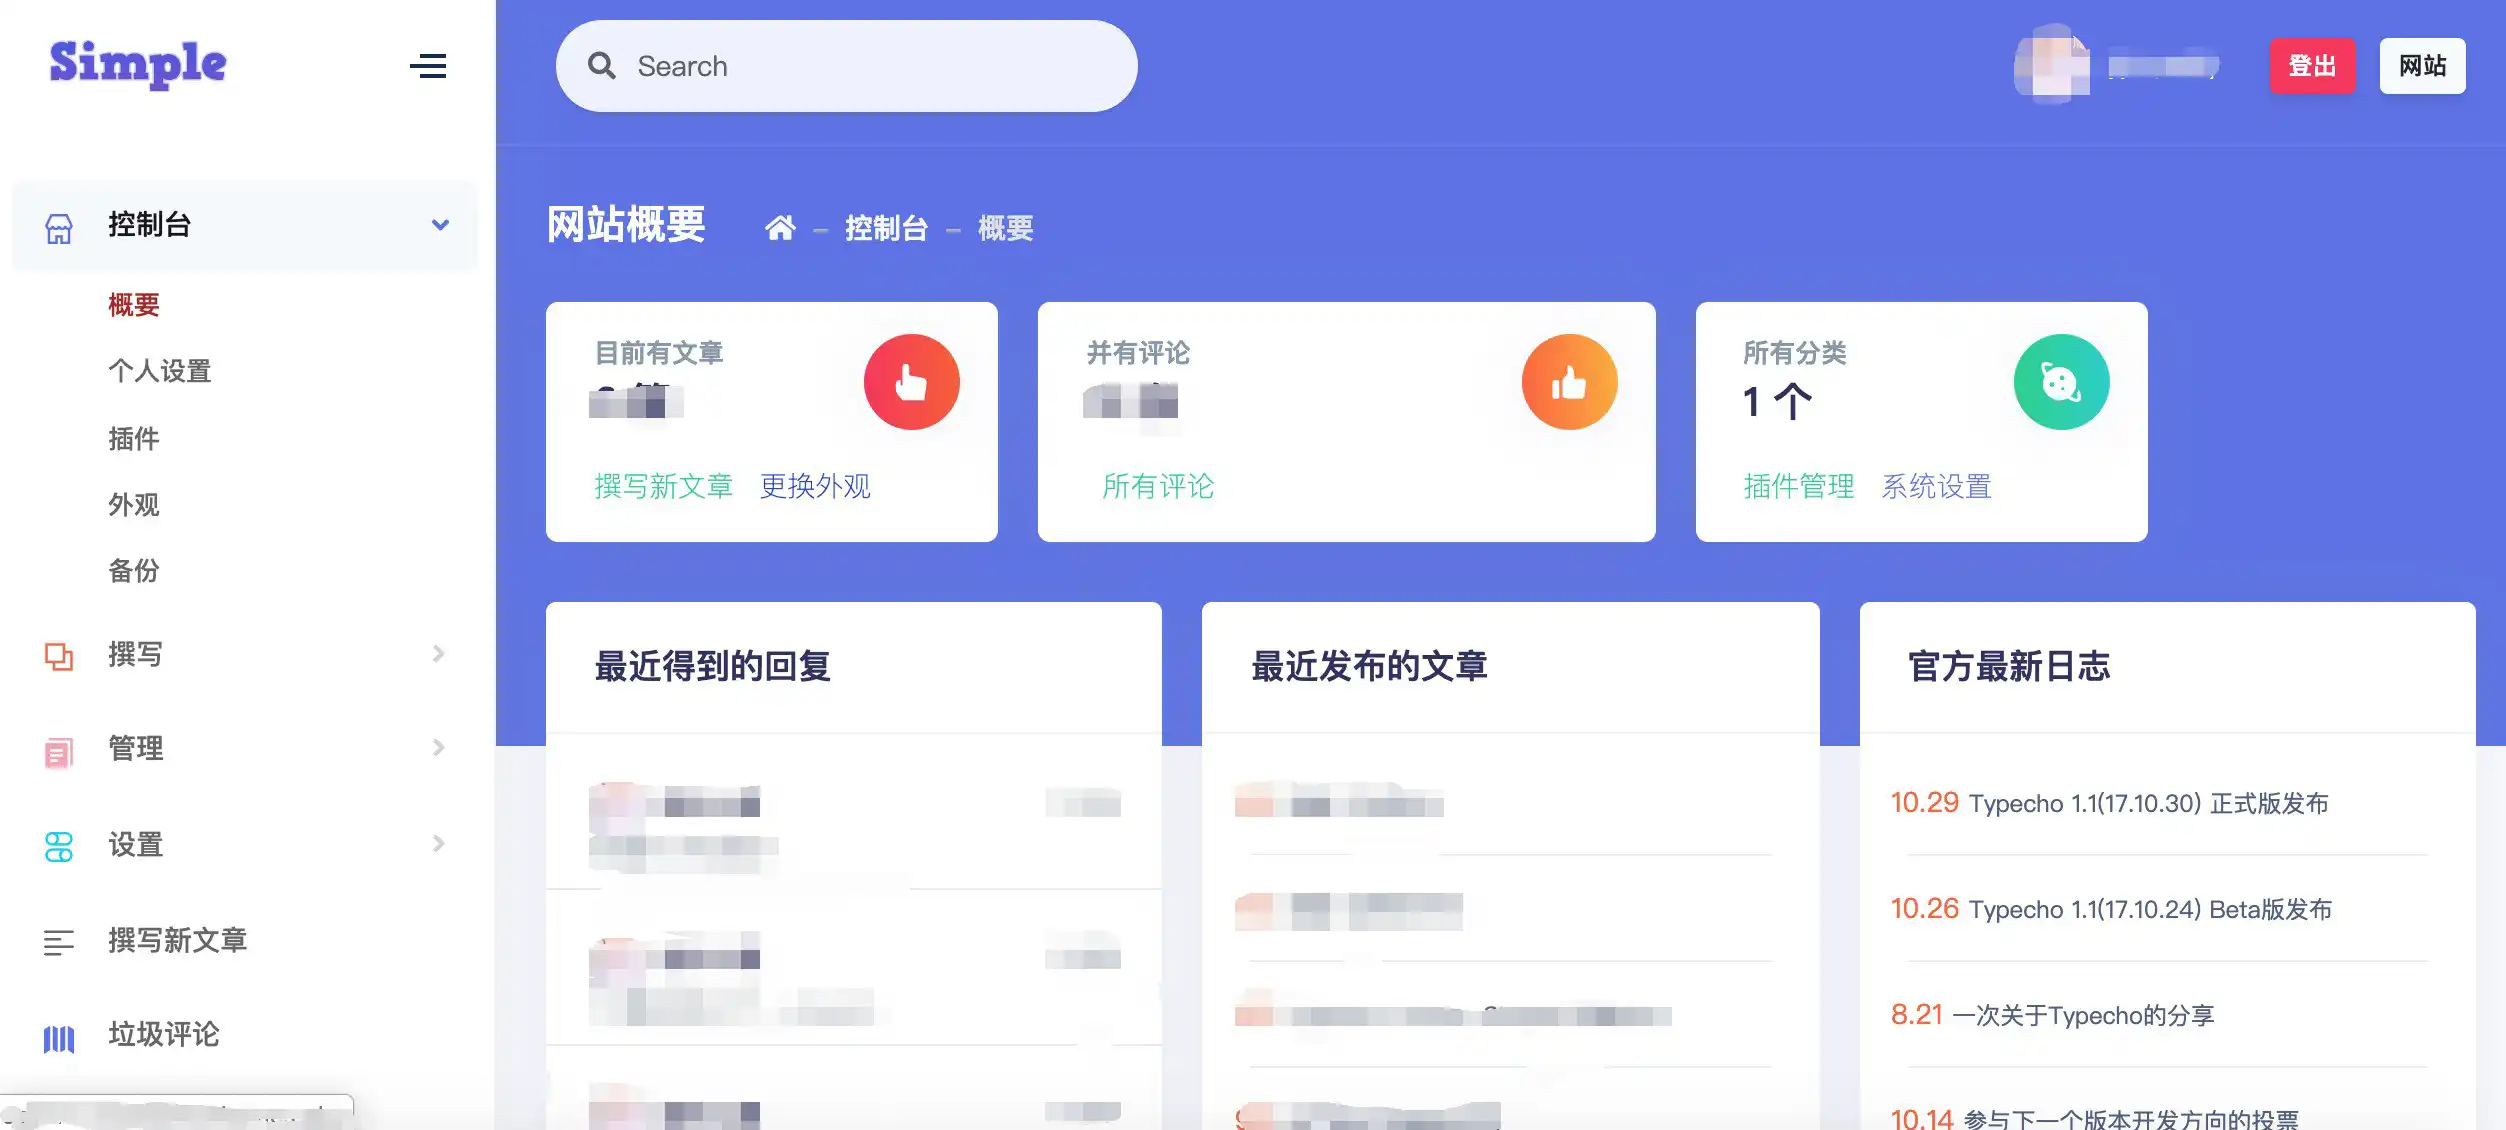 Simple
控制台
概要
个人设置
插件
外观
备份
撰写
管理
设置
撰写新文章
垃圾评论
Search
登出
网站
网站概要
– 控制台 – 概要
目前有文章
撰写新文章 更换外观
并有评论
所有评论
所有分类
1 个
插件管理 系统设置
最近得到的回复
最近发布的文章
官方最新日志
10.29 Typecho 1.1(17.10.30) 正式版发布
10.26 Typecho 1.1(17.10.24) Beta版发布
8.21 一次关于Typecho的分享
10.14 参与下一个版本开发方向的投票